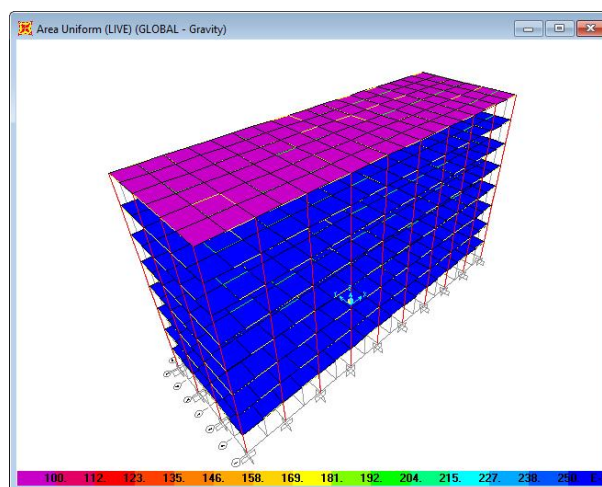 Area Uniform (LIVE) (GLOBAL - Gravity)
100. 112. 123. 135. 146. 158. 169. 181. 192. 204. 215. 227. 238. 250.